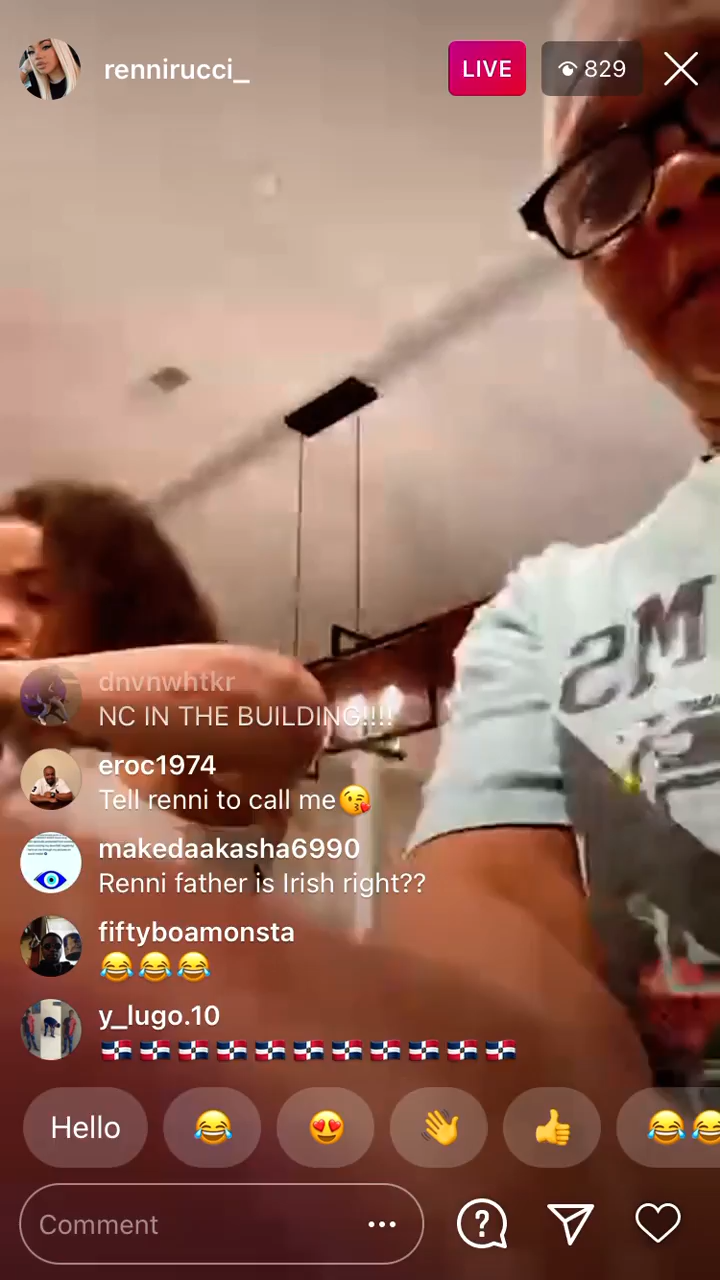 rennirucci_
LIVE
829
dnvnwhtkr
NC IN THE BUILDING!!!!
eroc1974
Tell renni to call me😘
makedaakasha6990
Renni father is Irish right??
fiftyboamonsta
😂😂😂
y_lugo.10
🇩🇴🇩🇴🇩🇴🇩🇴🇩🇴🇩🇴🇩🇴🇩🇴🇩🇴🇩🇴🇩🇴
Hello 😂 😍 👋 👍 😂😂
Comment